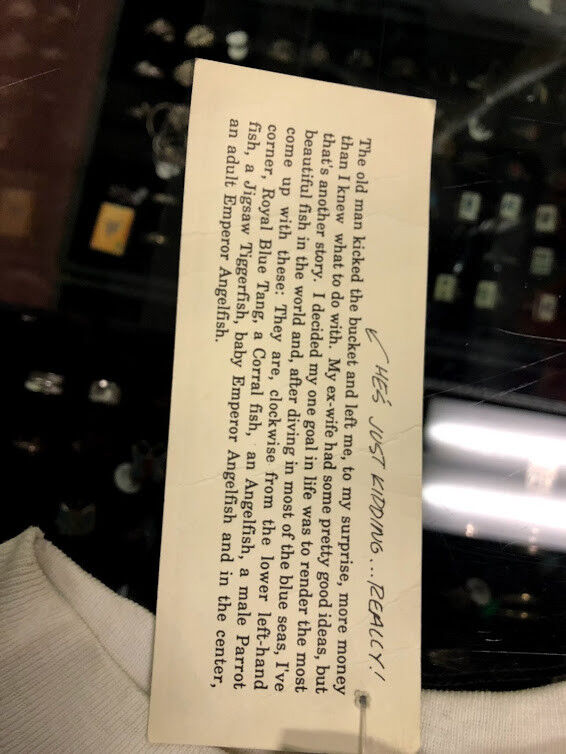 HE'S JUST KIDDING...REALLY!
The old man kicked the bucket and left me, to my surprise, more money
than I knew what to do with. My ex-wife had some pretty good ideas, but
that's another story. I decided my one goal in life was to render the most
beautiful fish in the world and, after diving in most of the blue seas, I've
come up with these: They are, clockwise from the lower left-hand
corner, Royal Blue Tang, a Corral fish, an Angelfish, a male Parrot
fish, a Jigsaw Tiggerfish, baby Emperor Angelfish and in the center,
an adult Emperor Angelfish.